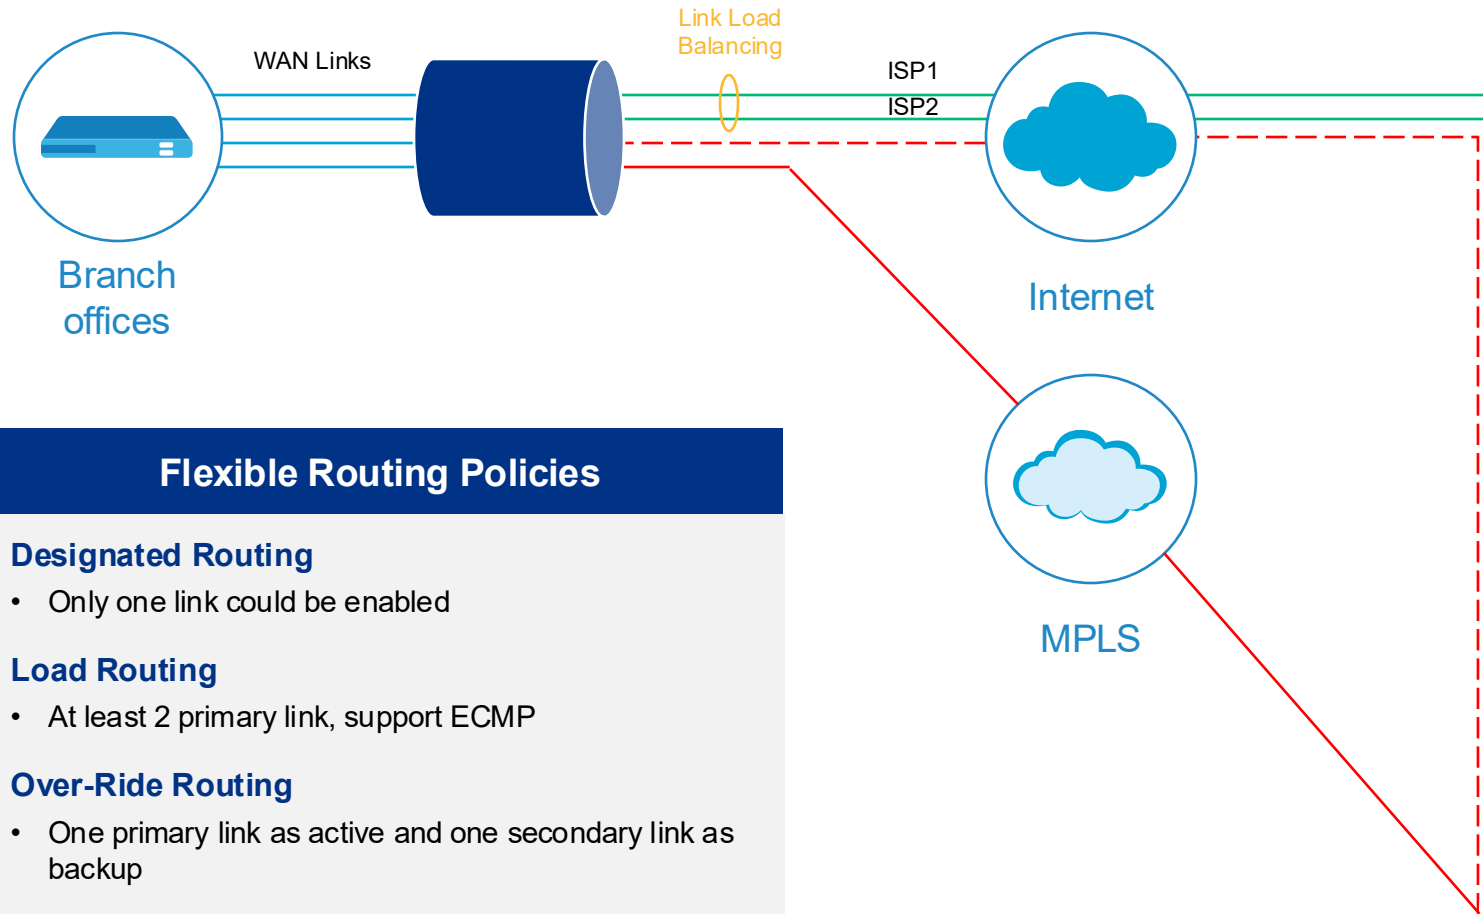 Link Load
Balancing
WAN Links
ISP1
ISP2
Branch
offices
Internet
MPLS
Flexible Routing Policies
Designated Routing
• Only one link could be enabled
Load Routing
• At least 2 primary link, support ECMP
Over-Ride Routing
• One primary link as active and one secondary link as
backup